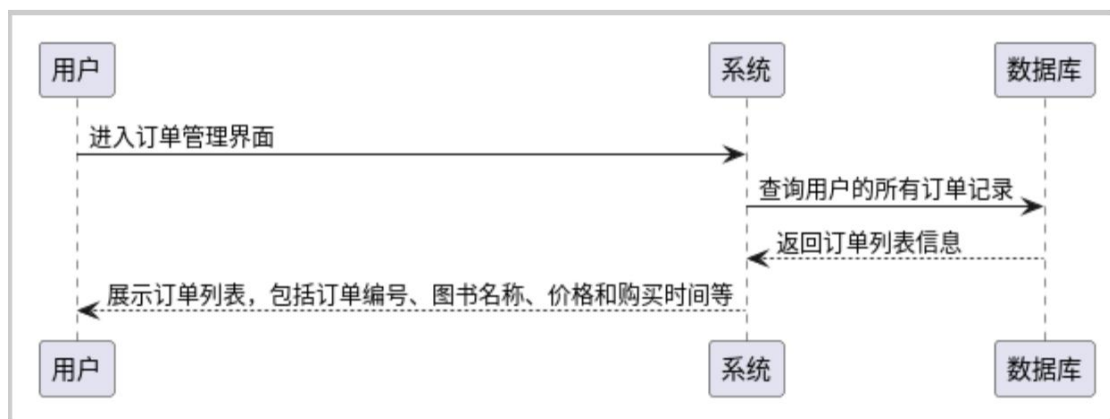 用户 系统 数据库
进入订单管理界面
查询用户的所有订单记录
返回订单列表信息
展示订单列表，包括订单编号、图书名称、价格和购买时间等
用户 系统 数据库